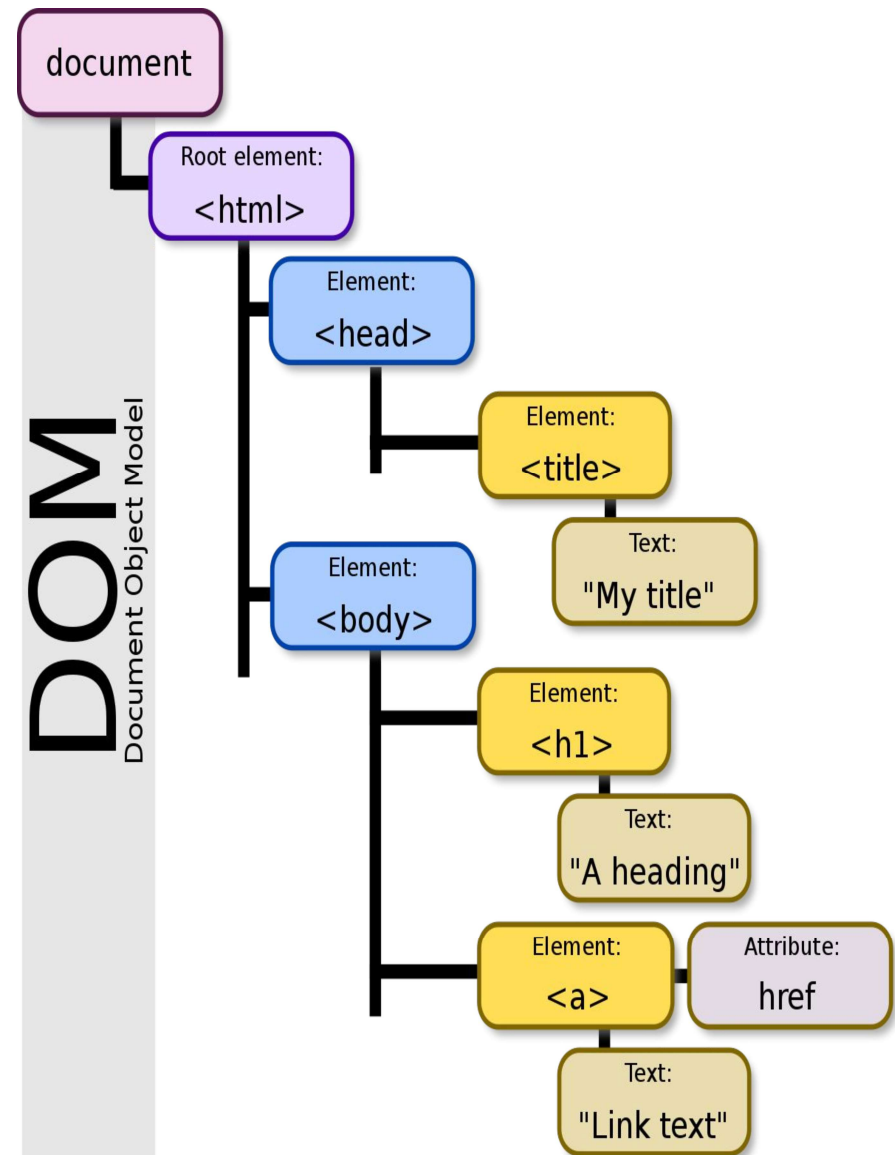 document
Root element:
<html>
Element:
<head>
Element:
<title>
Text:
"My title"
Element:
<body>
Element:
<h1>
Text:
"A heading"
Element:
<a>
Attribute:
href
Text:
"Link text"
DOM
Document Object Model